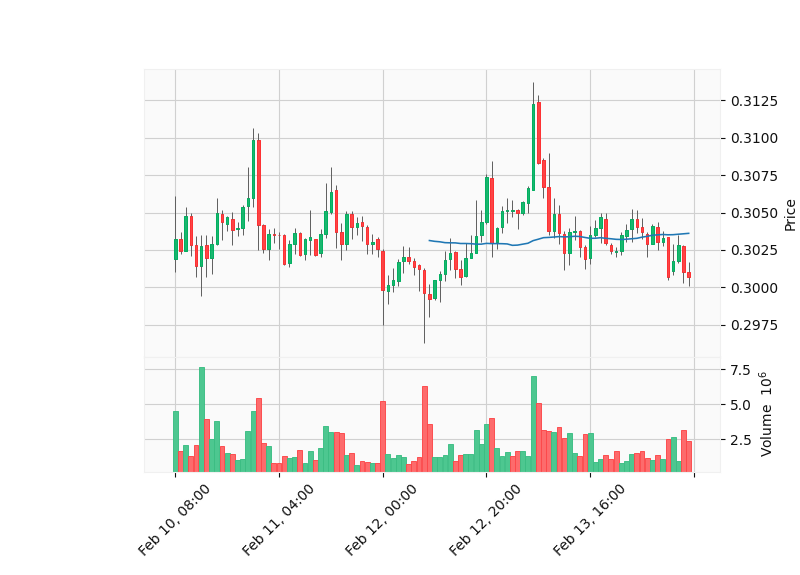 0.3125
0.3100
0.3075
0.3050
0.3025
0.3000
0.2975
Price
7.5
5.0
2.5
Volume 10^6
Feb 10, 08:00
Feb 11, 04:00
Feb 12, 00:00
Feb 12, 20:00
Feb 13, 16:00